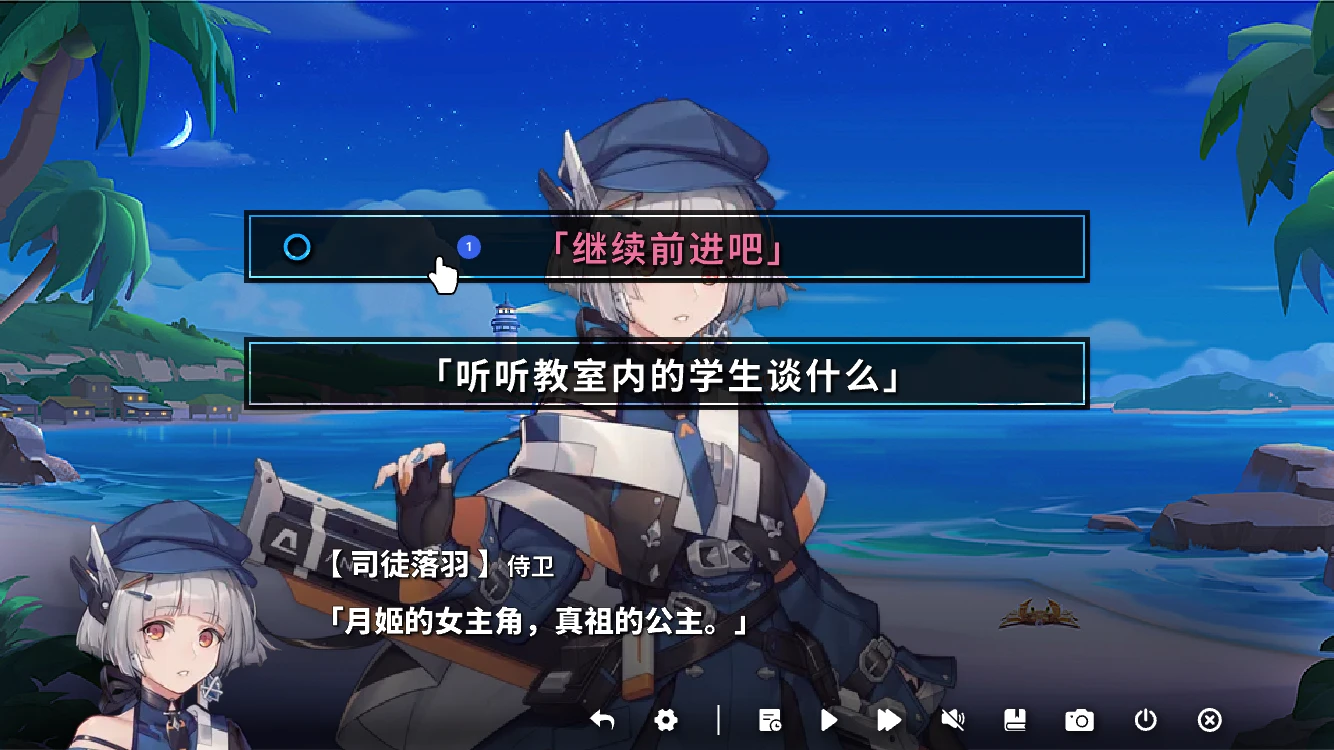 1
「继续前进吧」
「听听教室内的学生谈什么」
【司徒落羽】侍卫
「月姬的女主角，真祖的公主。」